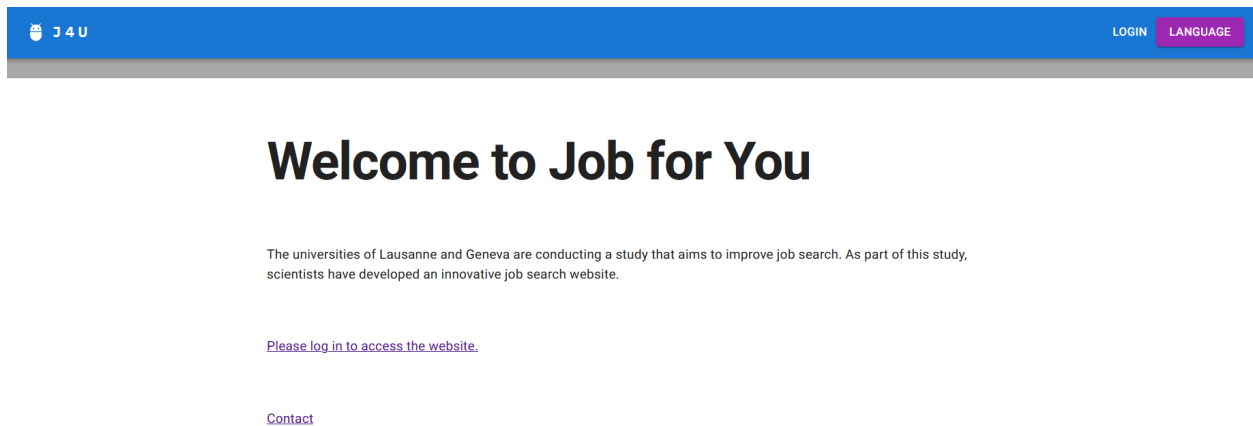 J4U
LOGIN
LANGUAGE
Welcome to Job for You
The universities of Lausanne and Geneva are conducting a study that aims to improve job search. As part of this study,
scientists have developed an innovative job search website.
Please log in to access the website.
Contact